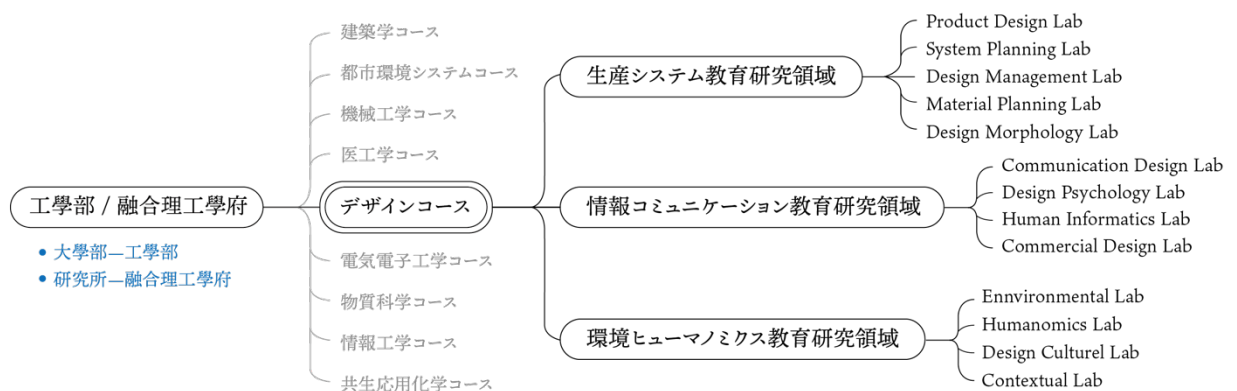 工學部 / 融合理工學府
• 大學部—工學部
• 研究所—融合理工學府
建築学コース
都市環境システムコース
機械工学コース
医工学コース
デザインコース
電気電子工学コース
物質科学コース
情報工学コース
共生応用化学コース
生産システム教育研究領域
Product Design Lab
System Planning Lab
Design Management Lab
Material Planning Lab
Design Morphology Lab
情報コミュニケーション教育研究領域
Communication Design Lab
Design Psychology Lab
Human Informatics Lab
Commercial Design Lab
環境ヒューマノミクス教育研究領域
Ennvironmental Lab
Humanomics Lab
Design Culturel Lab
Contextual Lab